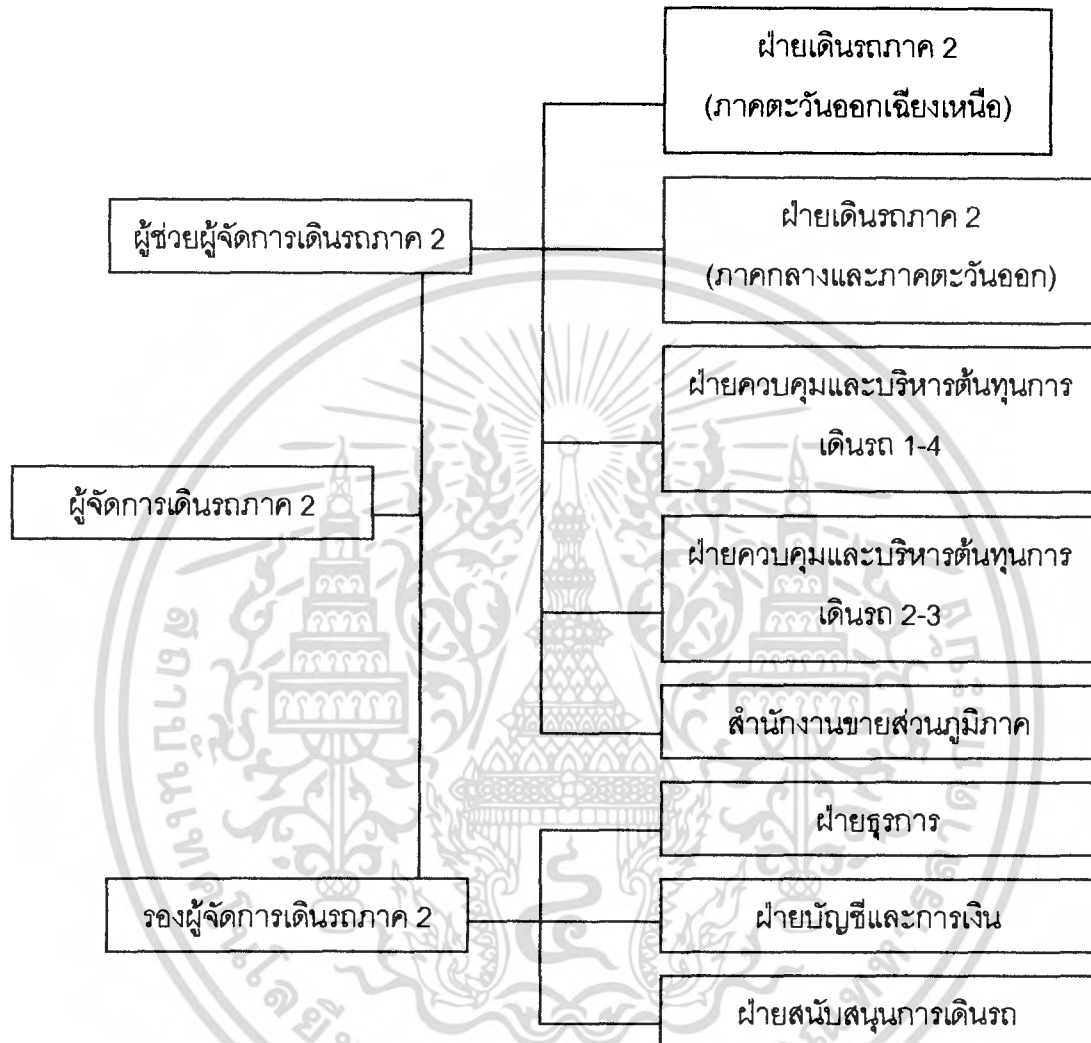 ฝ่ายเดินรถภาค 2
(ภาคตะวันออกเฉียงเหนือ)
ผู้ช่วยผู้จัดการเดินรถภาค 2
ฝ่ายเดินรถภาค 2
(ภาคกลางและภาคตะวันออก)
ฝ่ายควบคุมและบริหารต้นทุนการ
เดินรถ 1-4
ผู้จัดการเดินรถภาค 2
ฝ่ายควบคุมและบริหารต้นทุนการ
เดินรถ 2-3
สำนักงานขายส่วนภูมิภาค
ฝ่ายธุรการ
รองผู้จัดการเดินรถภาค 2
ฝ่ายบัญชีและการเงิน
ฝ่ายสนับสนุนการเดินรถ